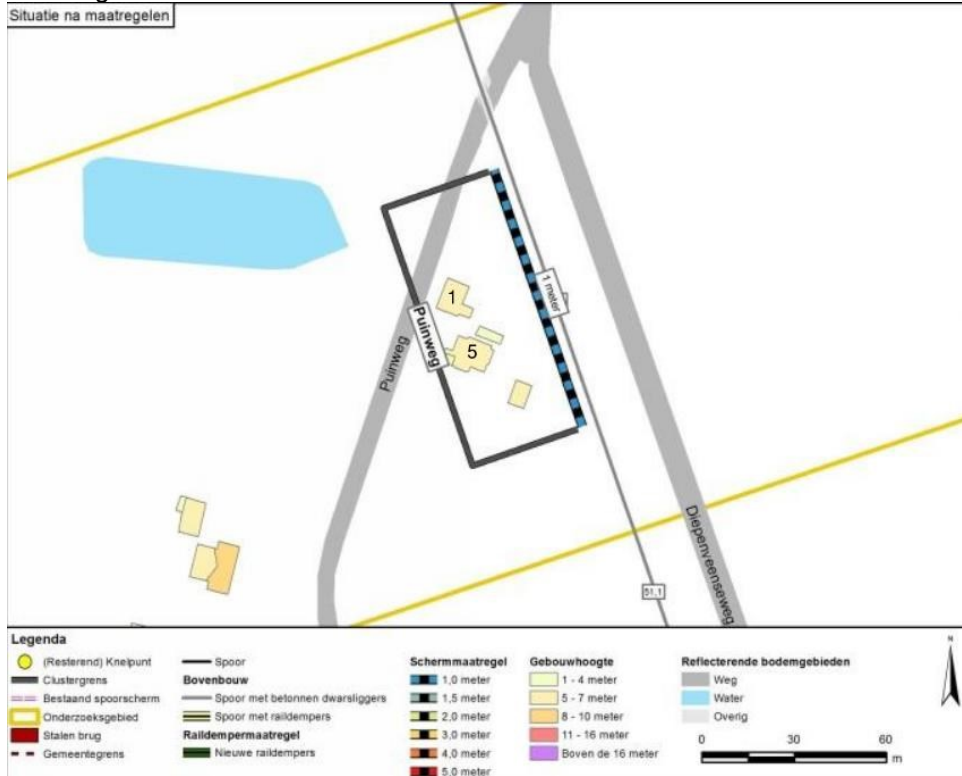 Situatie na maatregelen
1 meter
1
Puinweg
5
Puinweg
Diepenveenseweg
51,1
Legenda
(Resterend) Knelpunt
Clustergrens
Bestaand spoorscherm
Onderzoeksgebied
Stalen brug
Gemeentegrens
Spoor
Bovenbouw
Spoor met betonnen dwarsliggers
Spoor met raildempers
Raildempermaatregel
Nieuwe raildempers
Schermmaatregel
1,0 meter
1,5 meter
2,0 meter
3,0 meter
4,0 meter
5,0 meter
Gebouwhoogte
1 - 4 meter
5 - 7 meter
8 - 10 meter
11 - 16 meter
Boven de 16 meter
Reflecterende bodemgebieden
Weg
Water
Overig
N
0 30 60
m